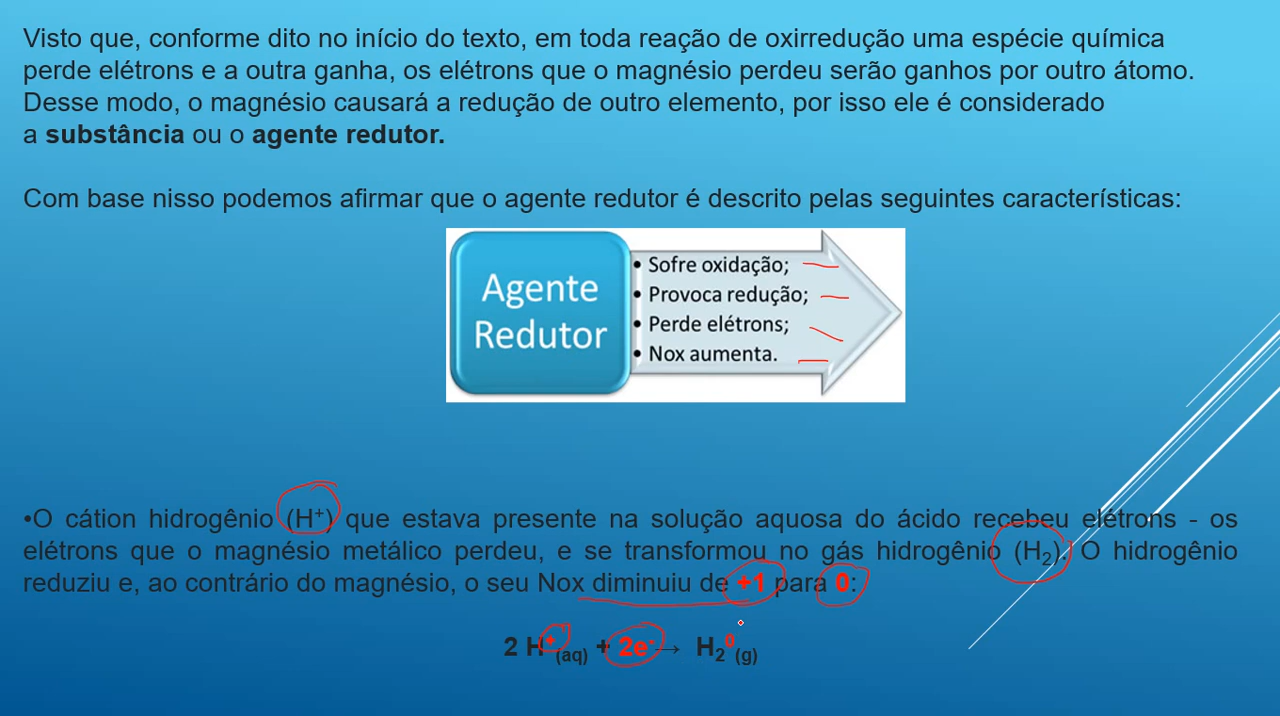 Visto que, conforme dito no início do texto, em toda reação de oxirredução uma espécie química
perde elétrons e a outra ganha, os elétrons que o magnésio perdeu serão ganhos por outro átomo.
Desse modo, o magnésio causará a redução de outro elemento, por isso ele é considerado
a substância ou o agente redutor.
Com base nisso podemos afirmar que o agente redutor é descrito pelas seguintes características:
Agente
Redutor
• Sofre oxidação;
• Provoca redução;
• Perde elétrons;
• Nox aumenta.
•O cátion hidrogênio (H⁺) que estava presente na solução aquosa do ácido recebeu elétrons - os
elétrons que o magnésio metálico perdeu, e se transformou no gás hidrogênio (H₂). O hidrogênio
reduziu e, ao contrário do magnésio, o seu Nox diminuiu de +1 para 0:
2 H⁺(aq) + 2e⁻→ H₂⁰(g)